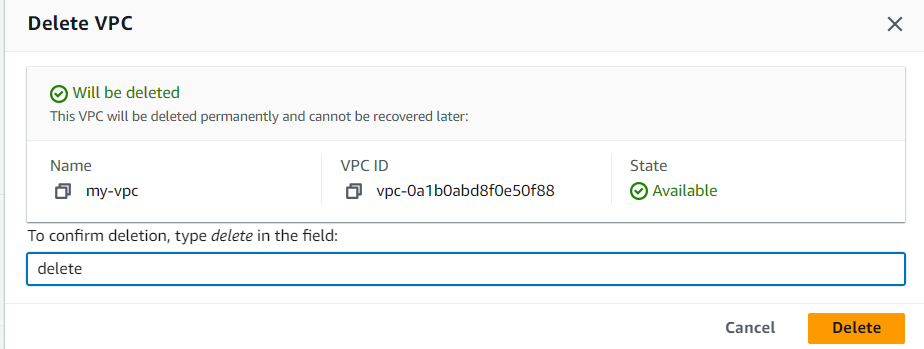 Delete VPC
Will be deleted
This VPC will be deleted permanently and cannot be recovered later:
Name
my-vpc
VPC ID
vpc-0a1b0abd8f0e50f88
State
Available
To confirm deletion, type delete in the field:
delete
Cancel
Delete